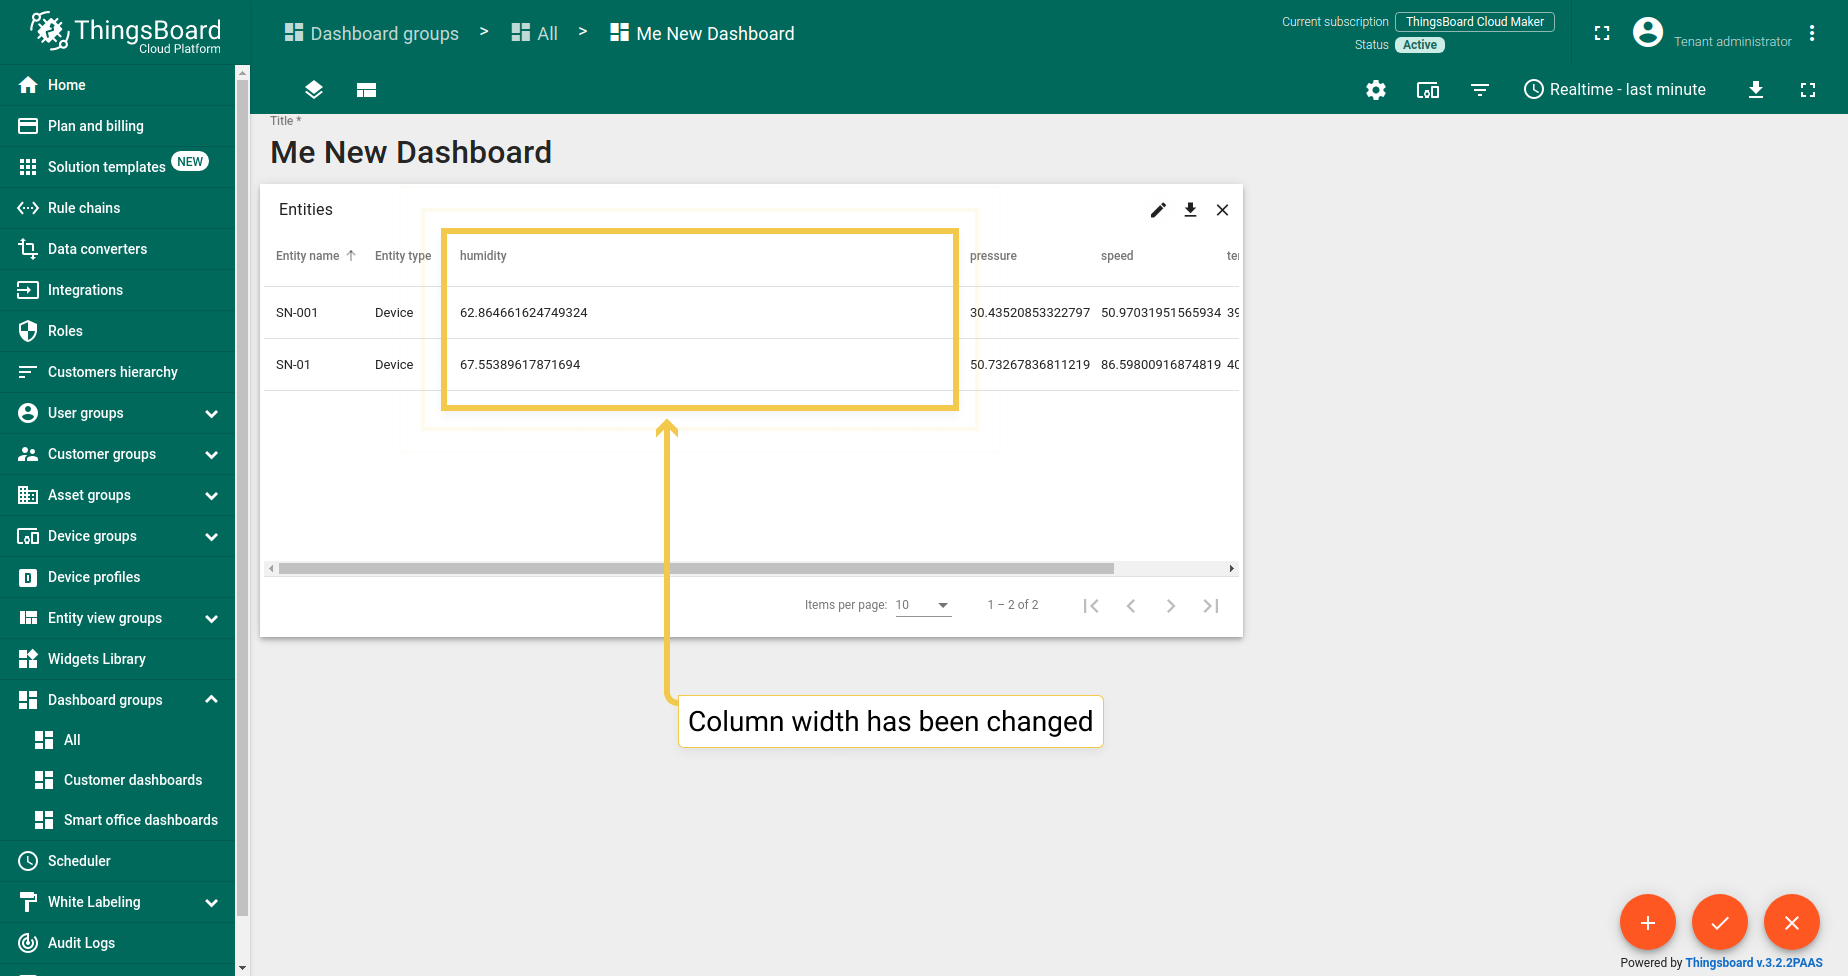 ThingsBoard
Cloud Platform
Dashboard groups > All > Me New Dashboard
Current subscription ThingsBoard Cloud Maker
Status Active
Tenant administrator
Realtime - last minute
Home
Plan and billing
Solution templates NEW
Rule chains
Data converters
Integrations
Roles
Customers hierarchy
User groups
Customer groups
Asset groups
Device groups
Device profiles
Entity view groups
Widgets Library
Dashboard groups
All
Customer dashboards
Smart office dashboards
Scheduler
White Labeling
Audit Logs
Title *
Me New Dashboard
Entities
Entity name Entity type humidity pressure speed
SN-001 Device 62.864661624749324 30.43520853322797 50.97031951565934 39
SN-01 Device 67.55389617871694 50.73267836811219 86.59800916874819 40
Items per page: 10 1 – 2 of 2
Column width has been changed
Powered by Thingsboard v.3.2.2PAAS